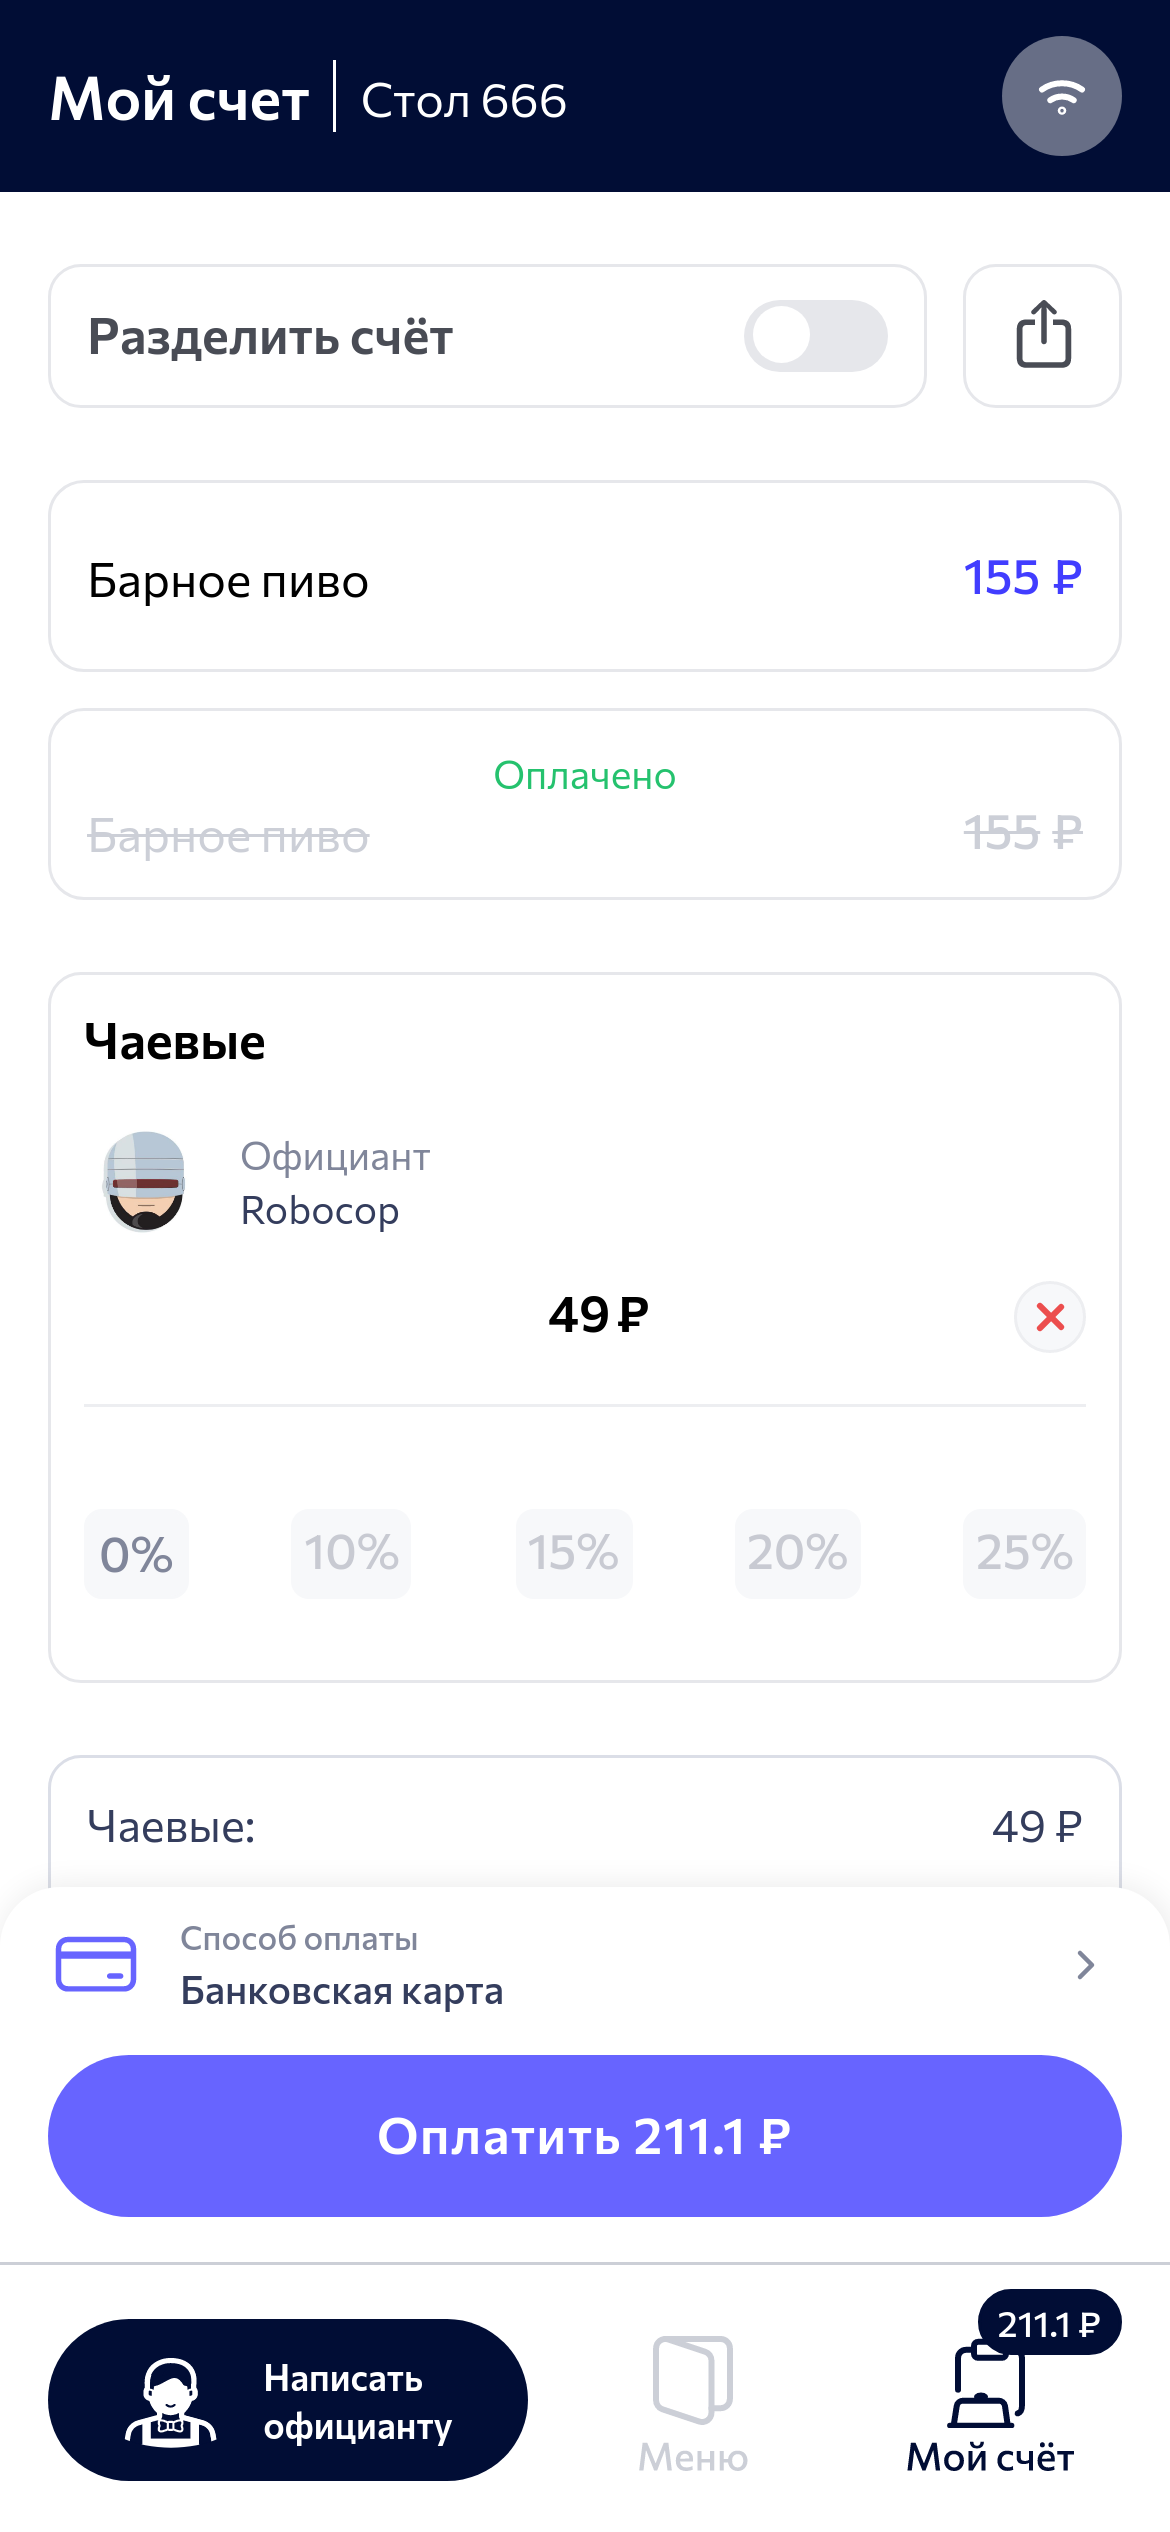 Мой счет
Стол 666
Разделить счёт
Барное пиво 155 ₽
Оплачено
Барное пиво 155 ₽
Чаевые
Официант
Robocop
49 ₽
0% 10% 15% 20% 25%
Чаевые: 49 ₽
Способ оплаты
Банковская карта
Оплатить 211.1 ₽
Написать
официанту
Меню
211.1 ₽
Мой счёт